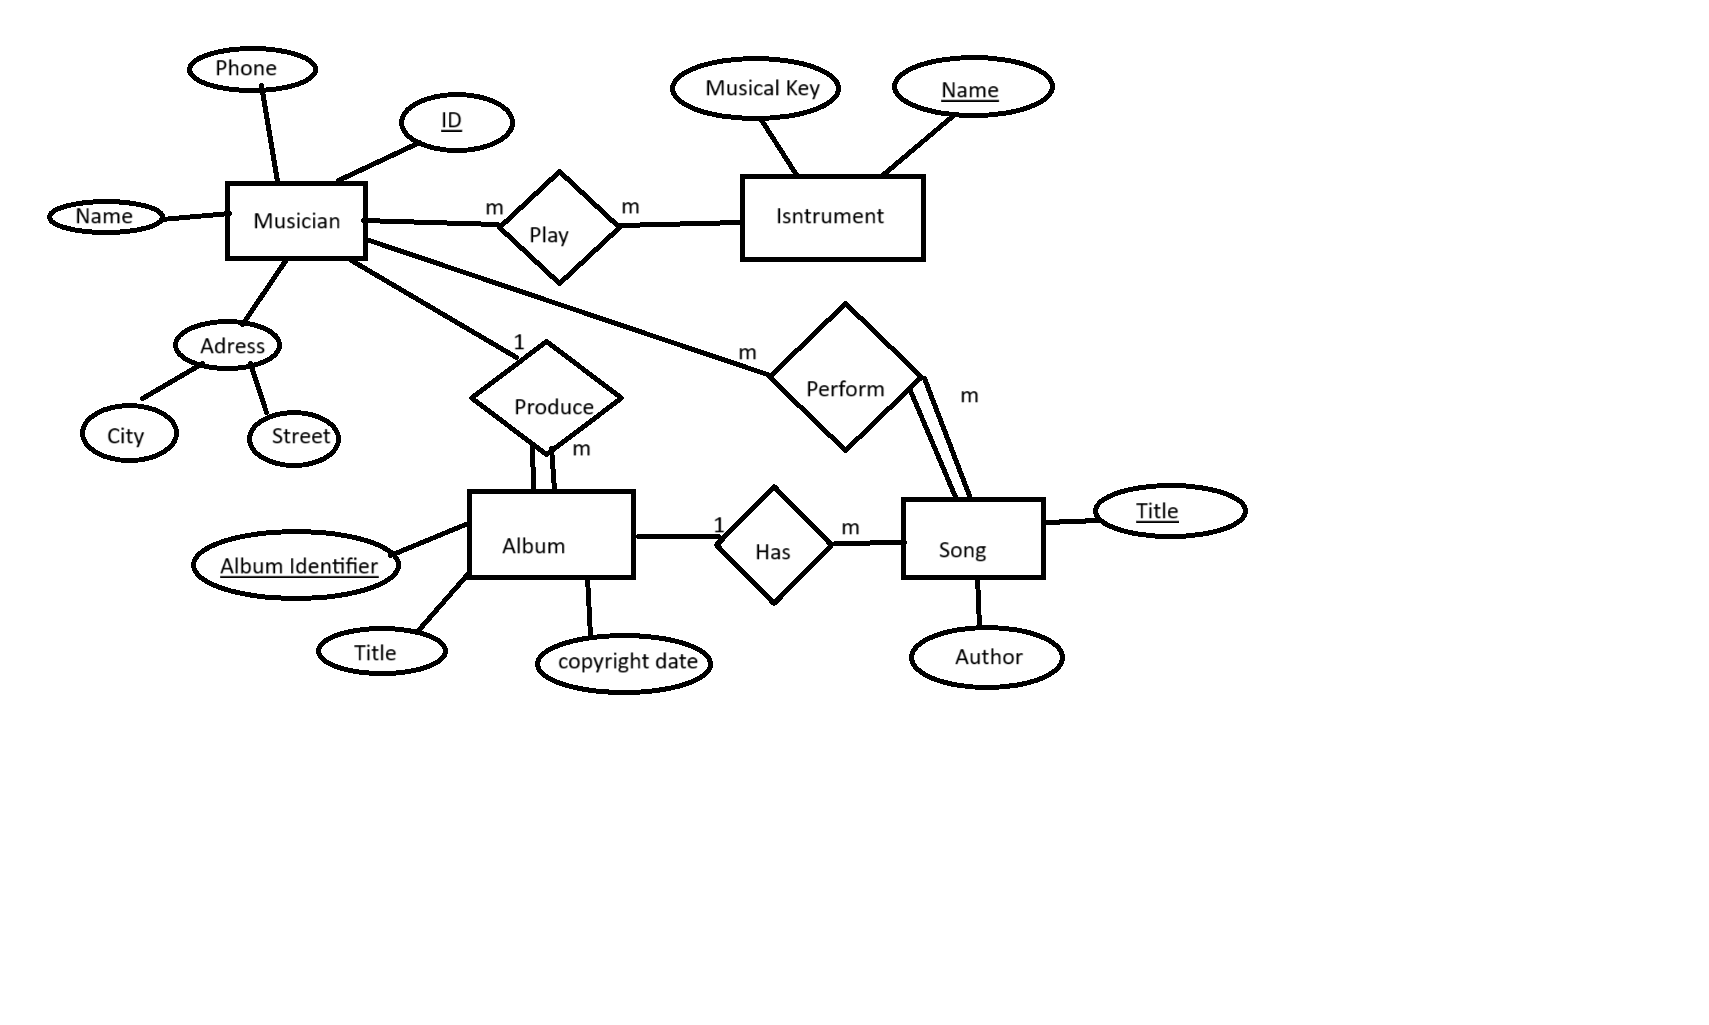 Phone
Musical Key
Name
ID
Name
Musician
m
Play
m
Isntrument
Adress
City
Street
1
Produce
m
m
Perform
m
Album
1
Has
m
Song
Title
Album Identifier
Title
copyright date
Author